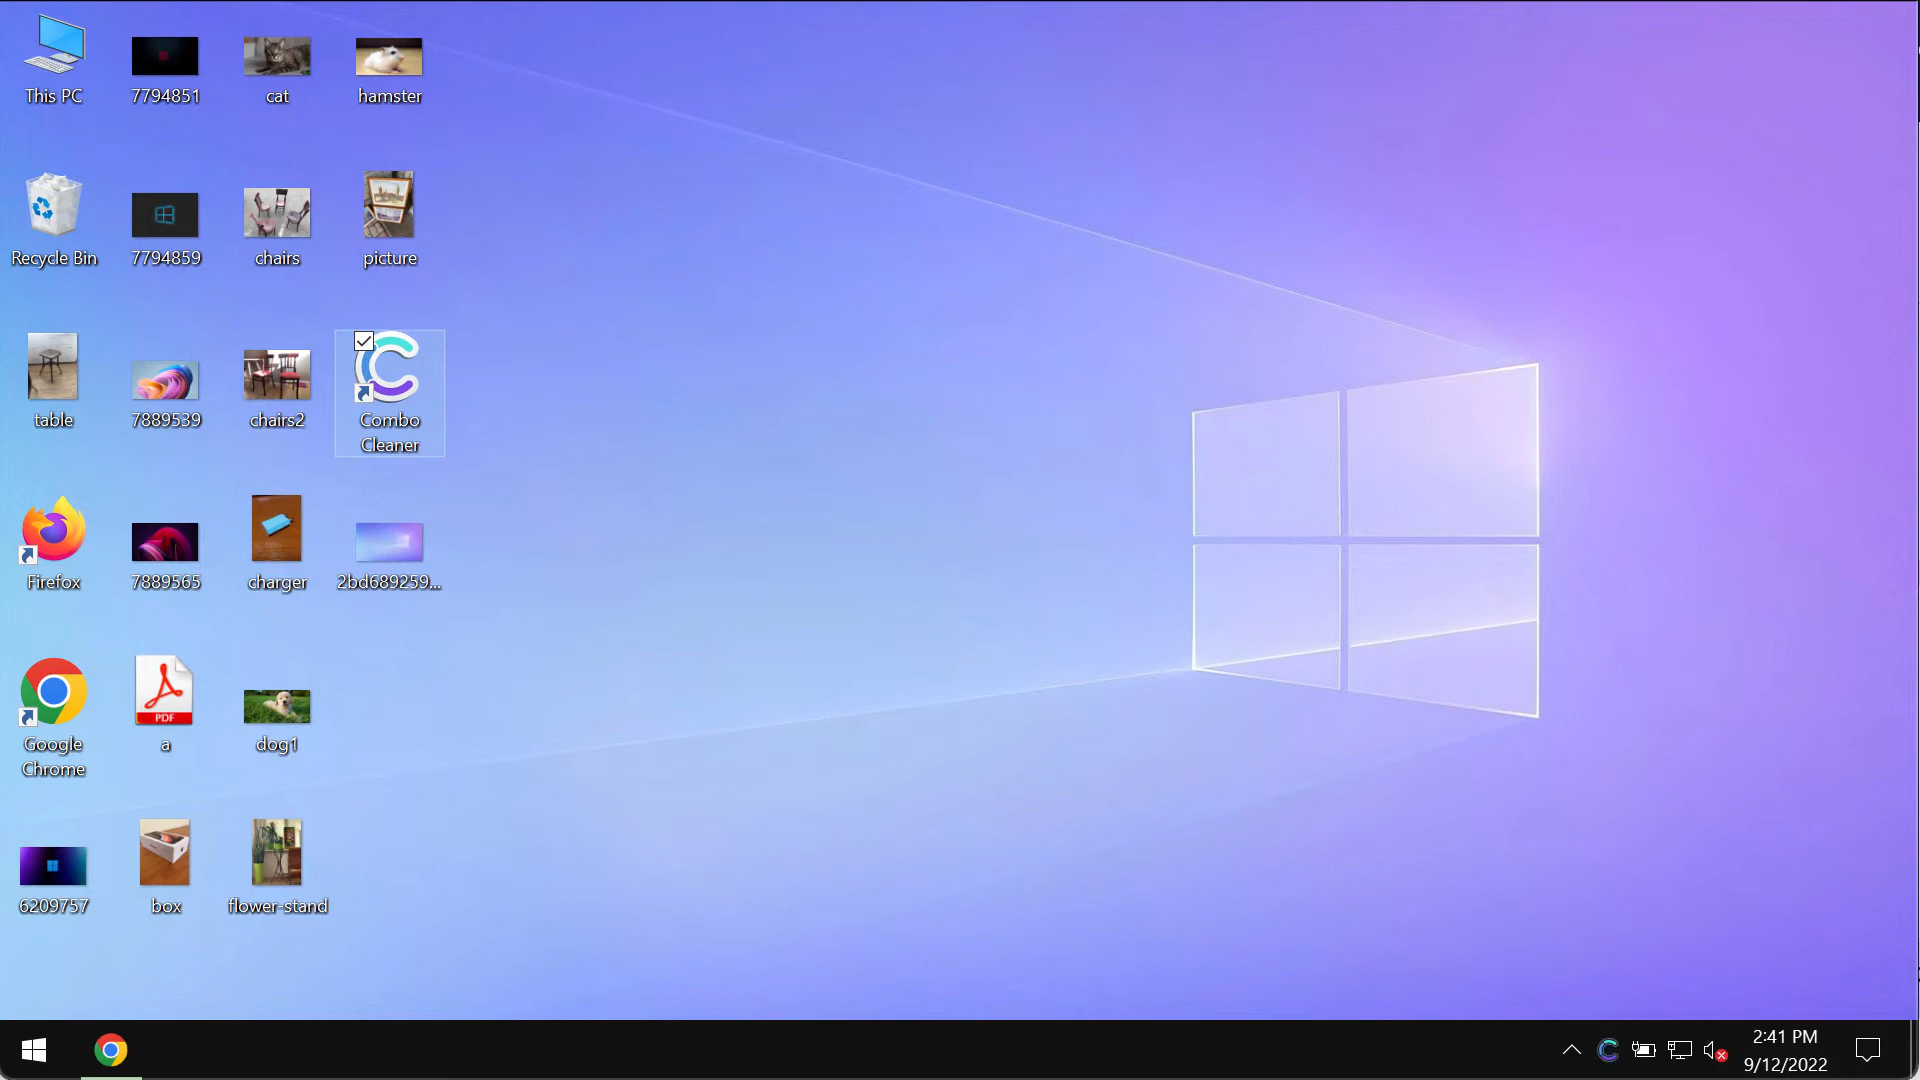 This PC
7794851
cat
hamster
Recycle Bin
7794859
chairs
picture
table
7889539
chairs2
Combo
Cleaner
Firefox
7889565
charger
2bd689259...
Google
Chrome
PDF
a
dog1
6209757
box
flower-stand
2:41 PM
9/12/2022